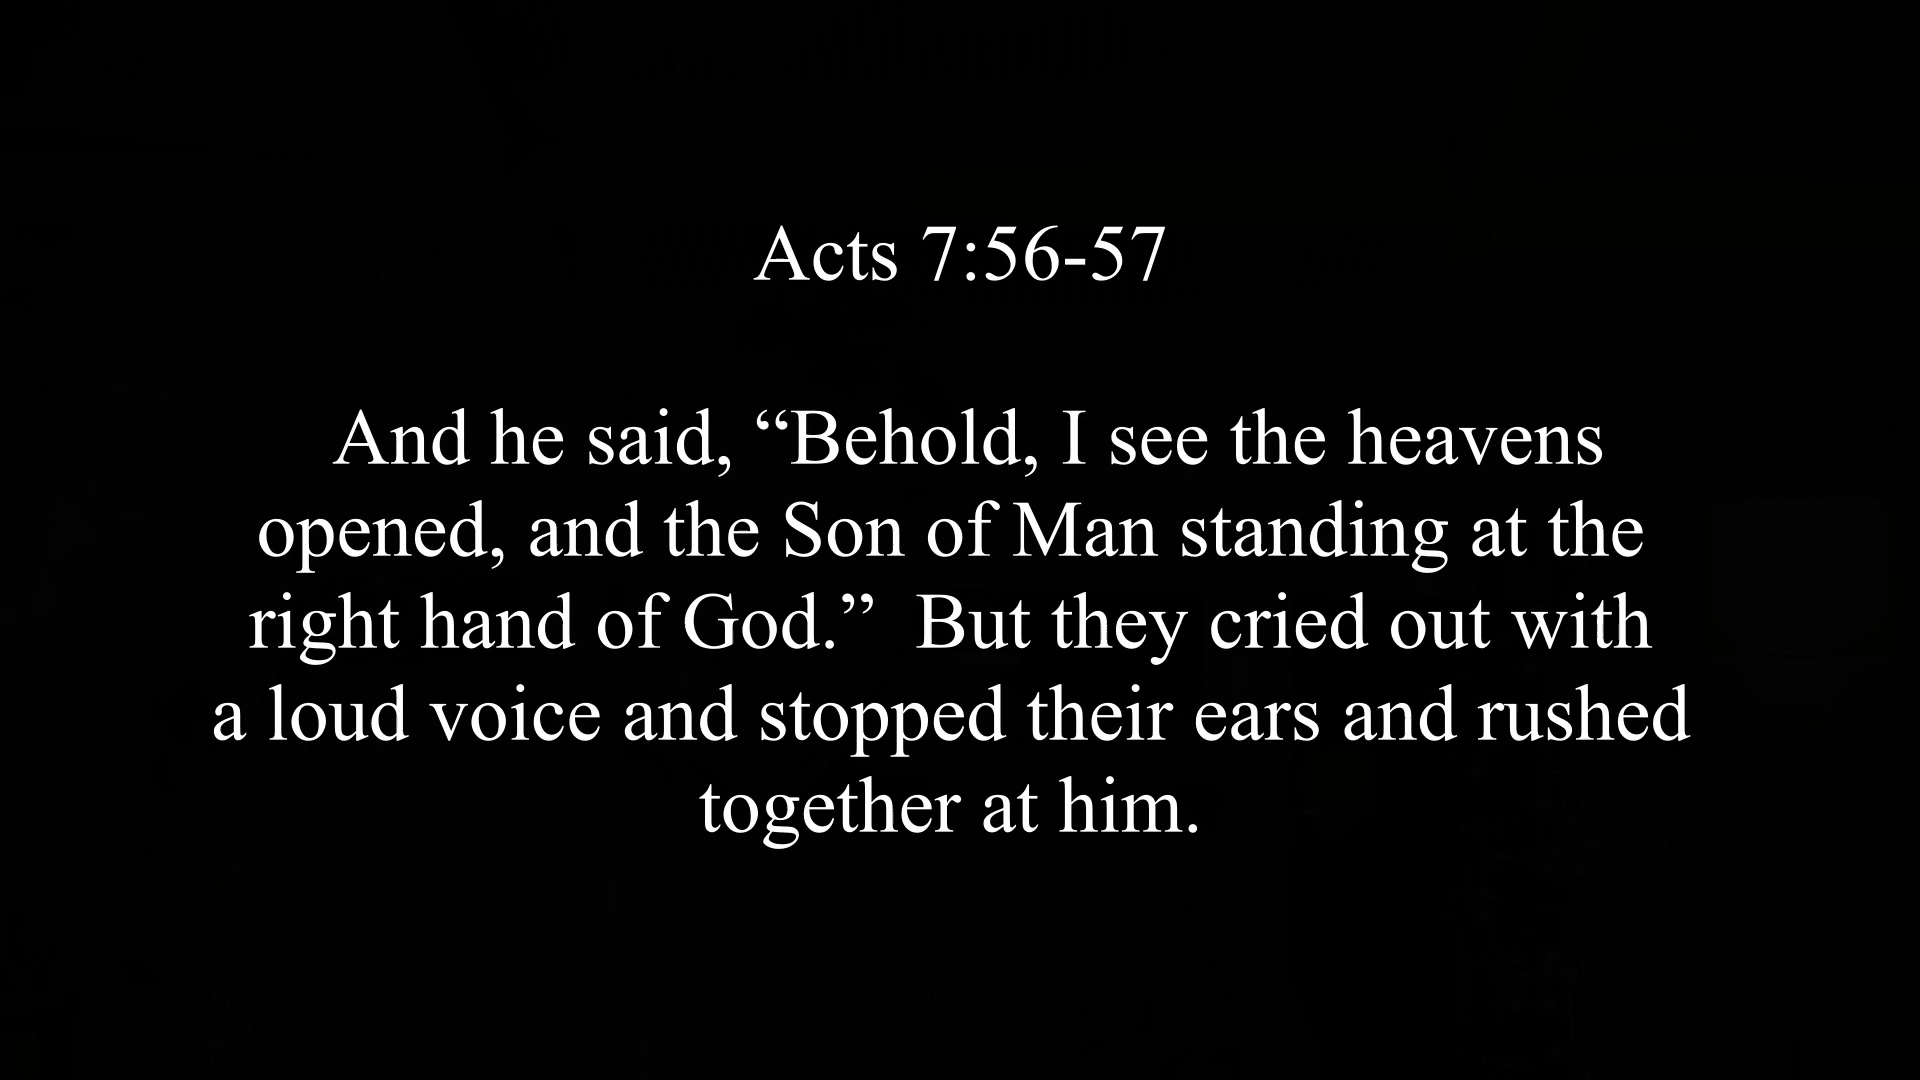 Acts 7:56-57
And he said, “Behold, I see the heavens
opened, and the Son of Man standing at the
right hand of God.”  But they cried out with
a loud voice and stopped their ears and rushed
together at him.